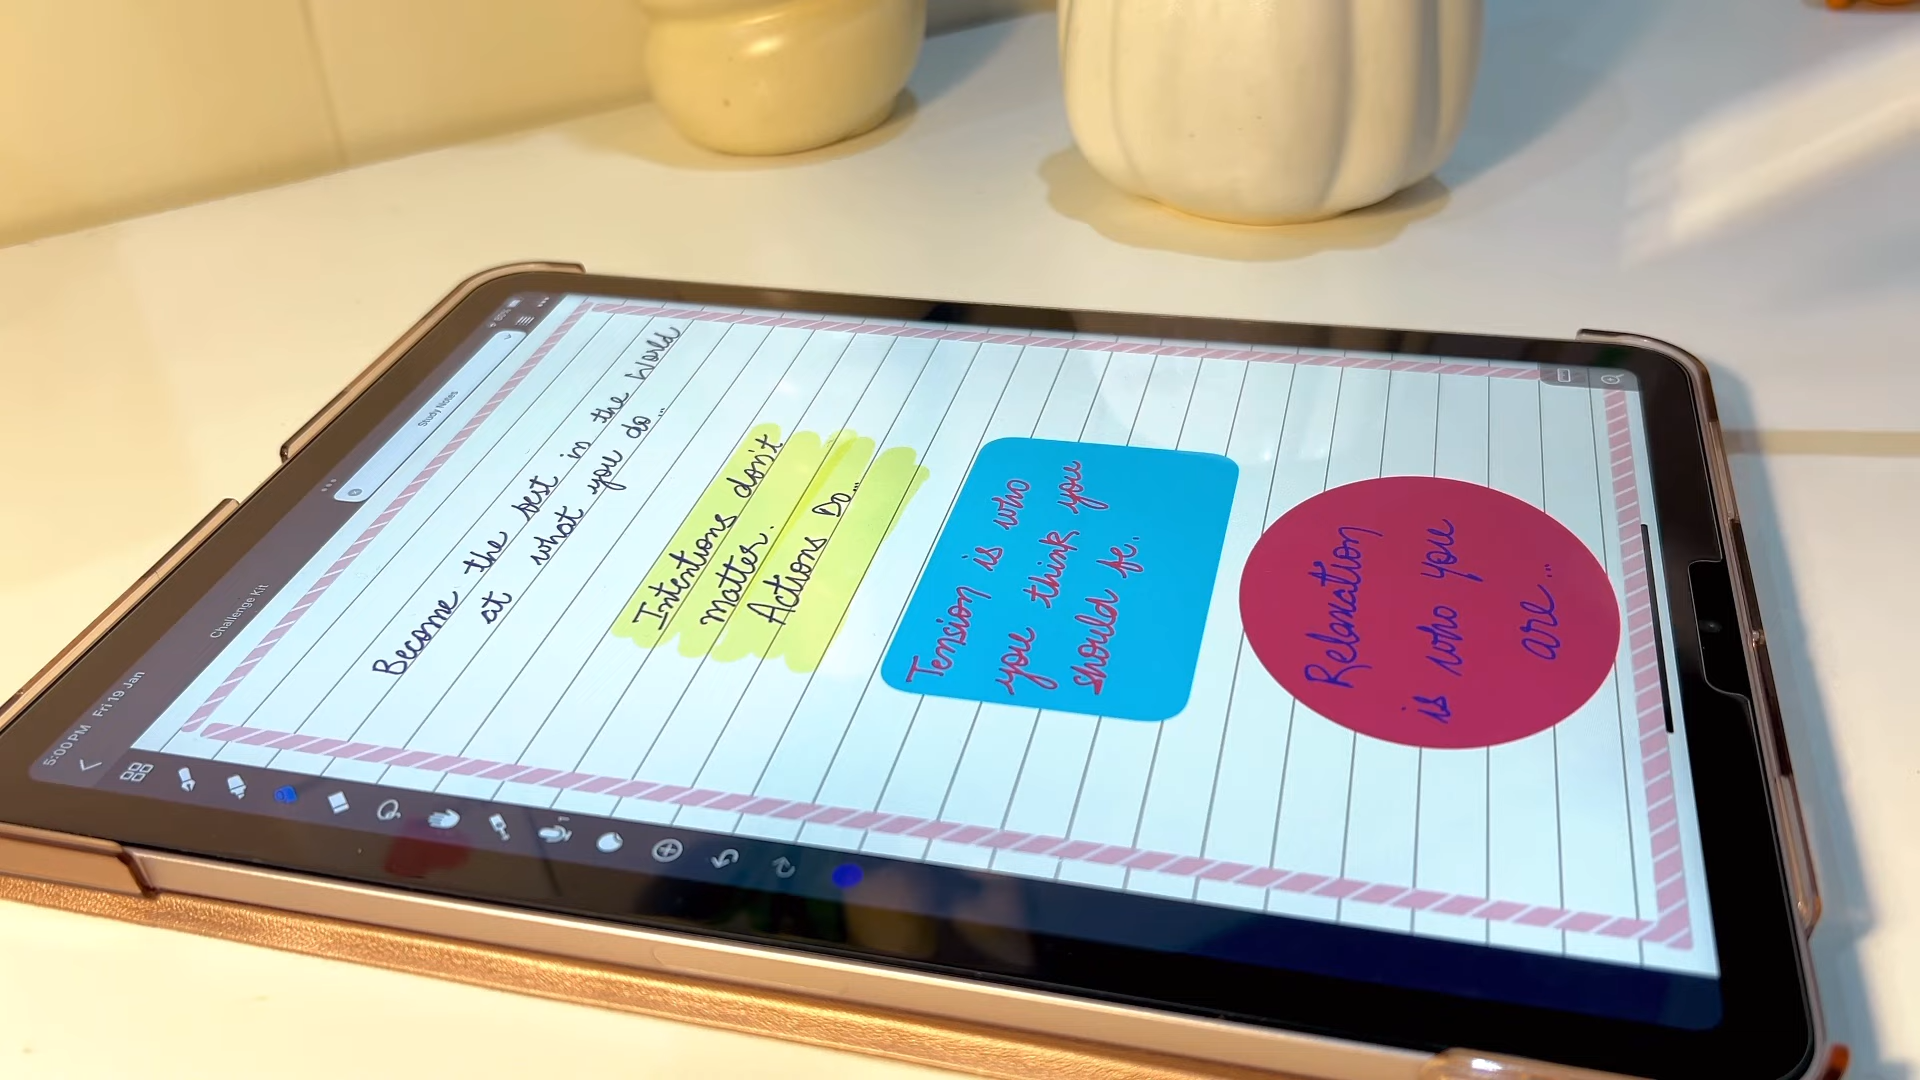 5:00 PM Fri 19 Jan
86%
Challenge Kit
Study Notes
Become the best in the World
at what you do...
Intentions don't
matter.
Actions Do...
Tension is who
you think you
should be.
Relaxation
is who you
are...